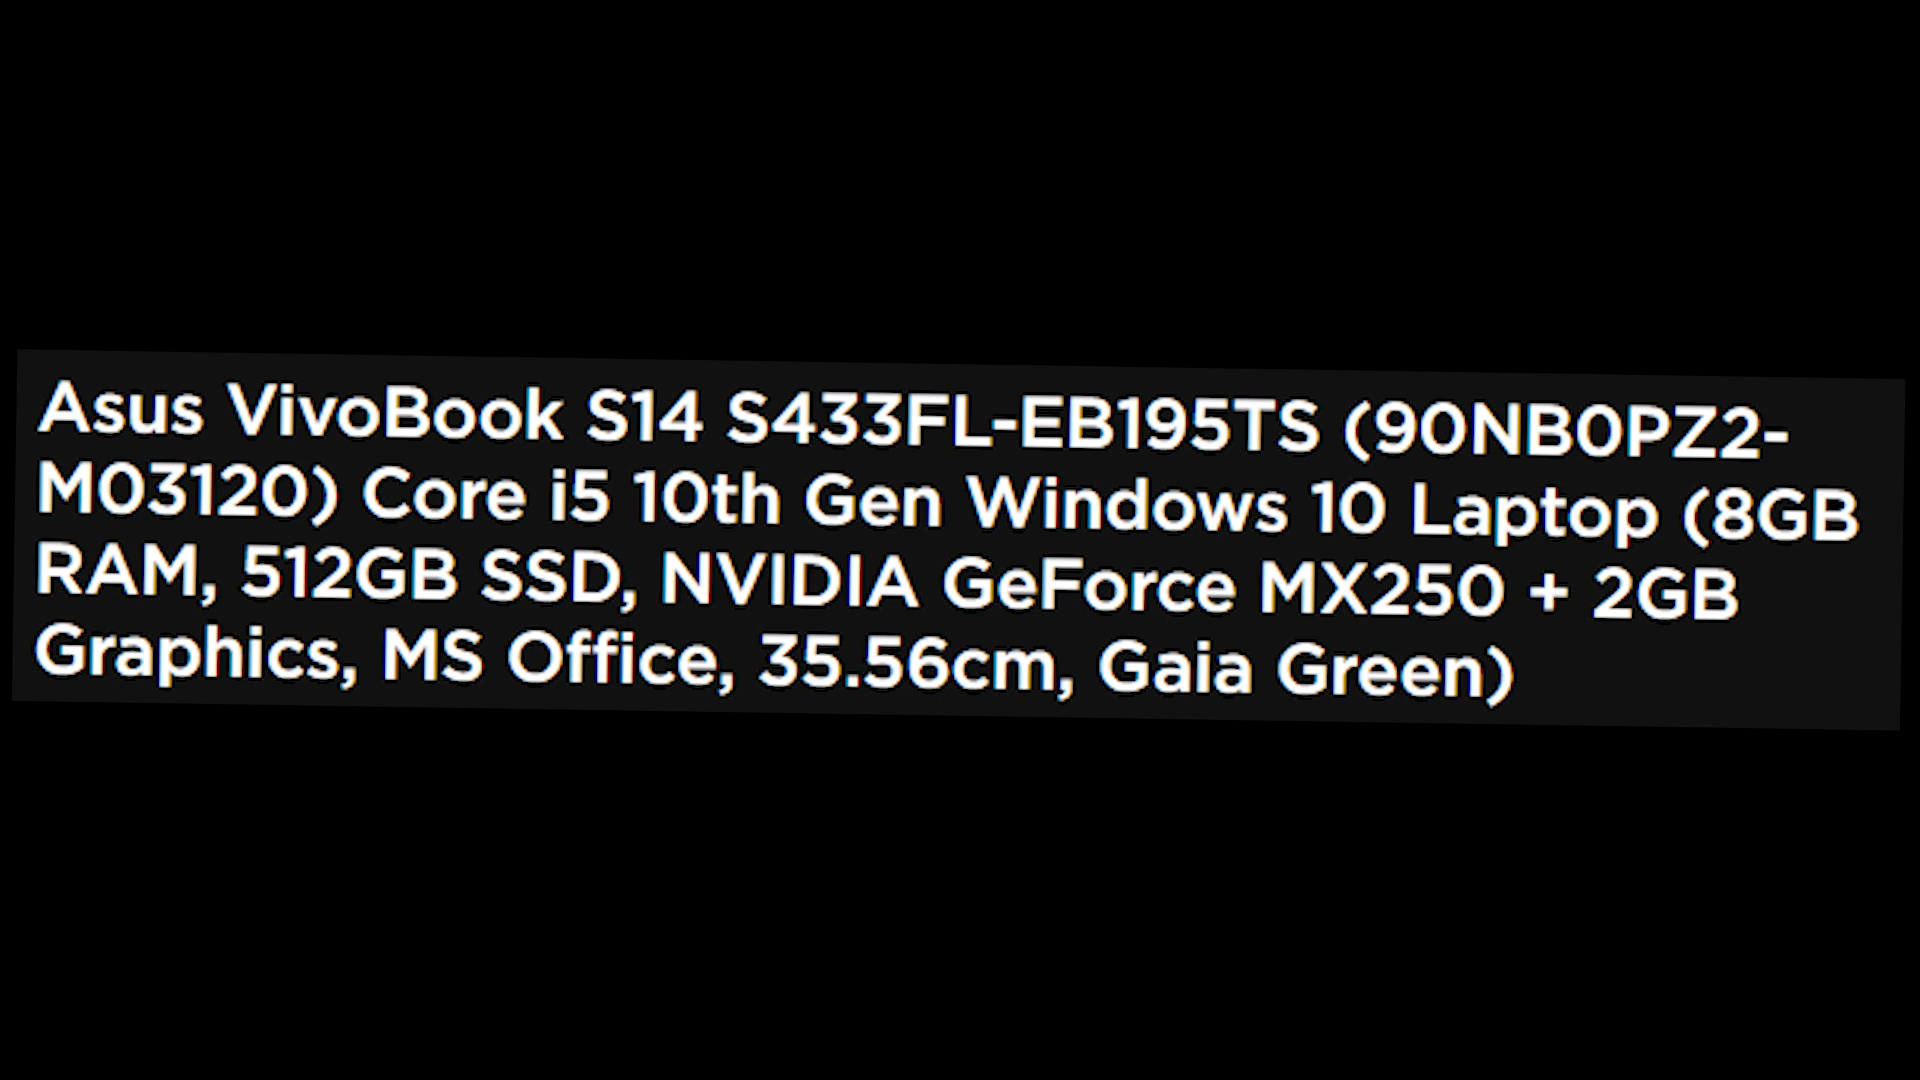 Asus VivoBook S14 S433FL-EB195TS (90NB0PZ2-
M03120) Core i5 10th Gen Windows 10 Laptop (8GB
RAM, 512GB SSD, NVIDIA GeForce MX250 + 2GB
Graphics, MS Office, 35.56cm, Gaia Green)